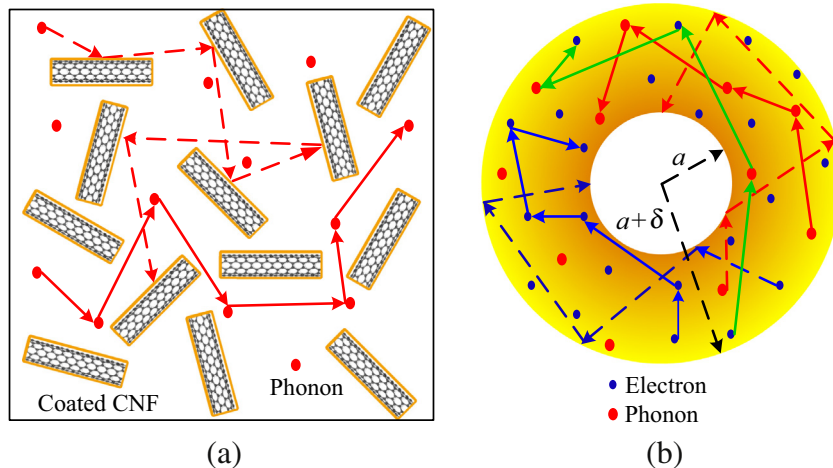 Coated CNF
Phonon
(a)
a
a+δ
Electron
Phonon
(b)